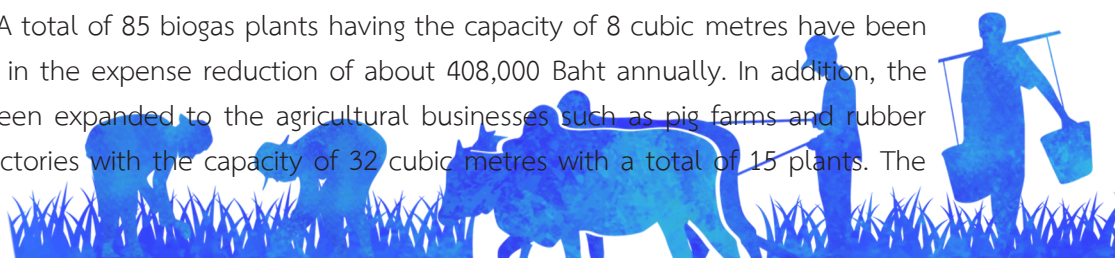 A total of 85 biogas plants having the capacity of 8 cubic metres have been
in the expense reduction of about 408,000 Baht annually. In addition, the
een expanded to the agricultural businesses such as pig farms and rubber
ctories with the capacity of 32 cubic metres with a total of 15 plants. The